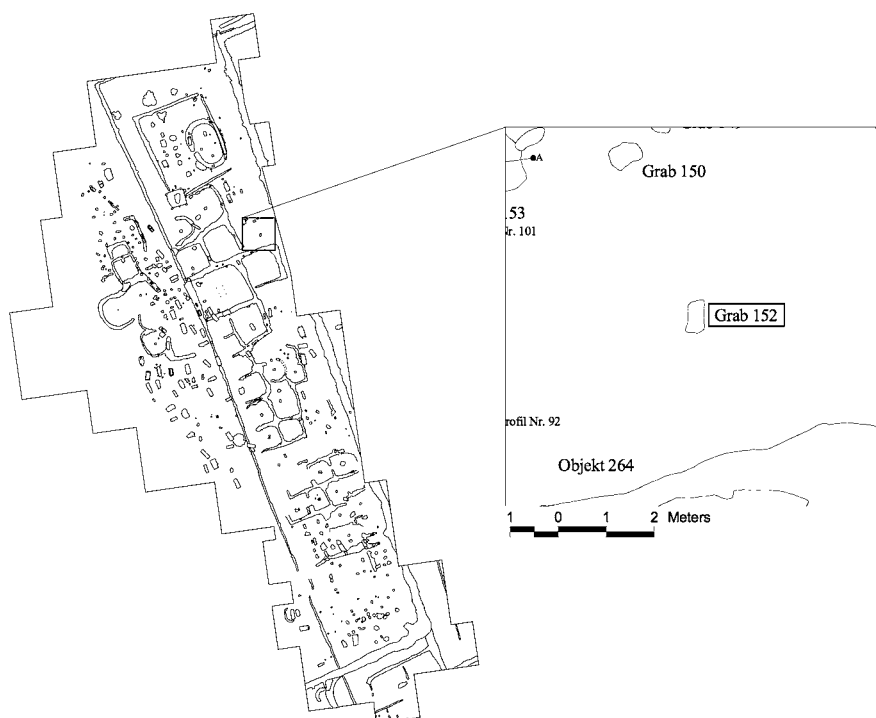 A
Grab 150
53
Nr. 101
Grab 152
rofil Nr. 92
Objekt 264
1 0 1 2 Meters